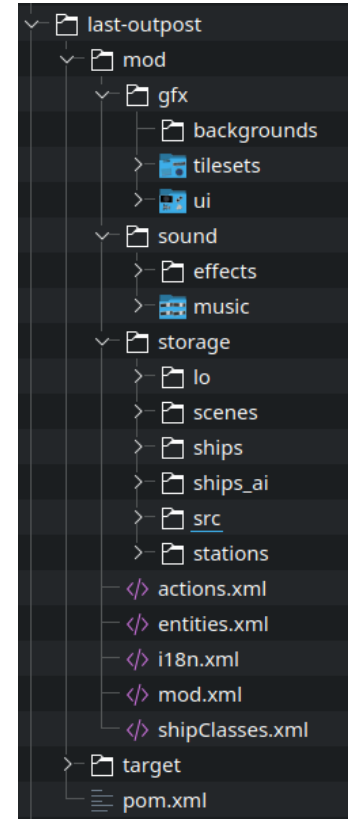 last-outpost
mod
gfx
backgrounds
tilesets
ui
sound
effects
music
storage
lo
scenes
ships
ships_ai
src
stations
actions.xml
entities.xml
i18n.xml
mod.xml
shipClasses.xml
target
pom.xml